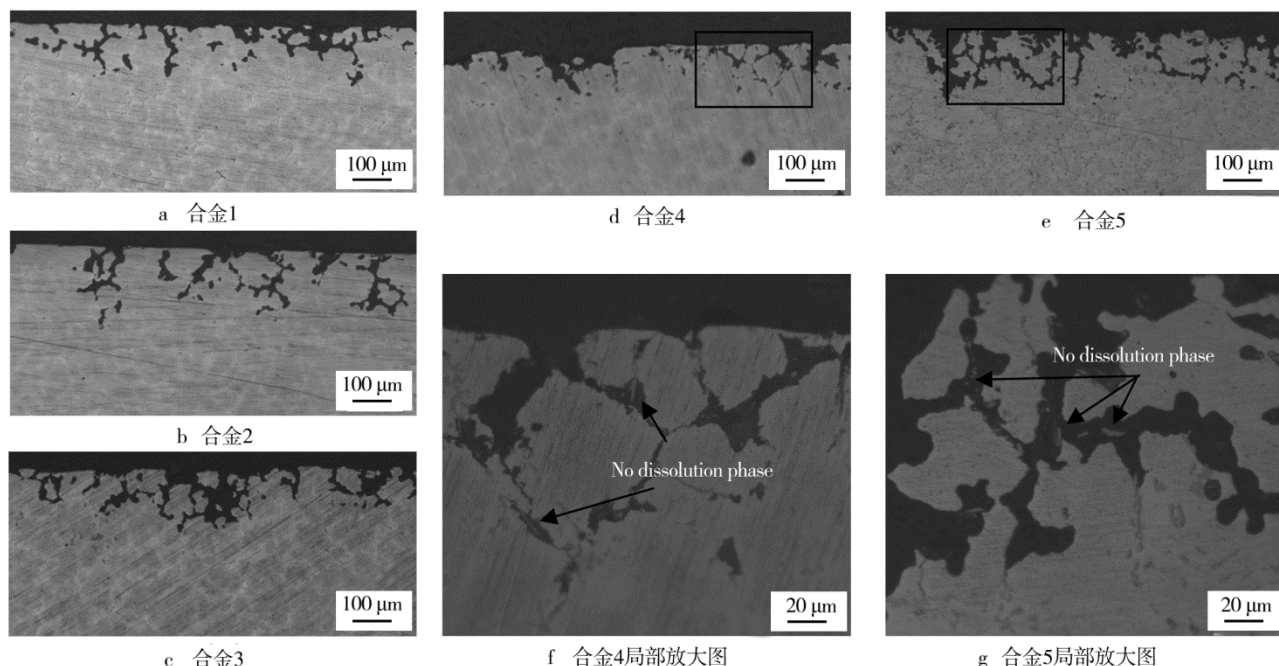 100 μm
a 合金1
100 μm
b 合金2
100 μm
c 合金3
100 μm
d 合金4
100 μm
e 合金5
No dissolution phase
20 μm
f 合金4局部放大图
No dissolution phase
20 μm
g 合金5局部放大图